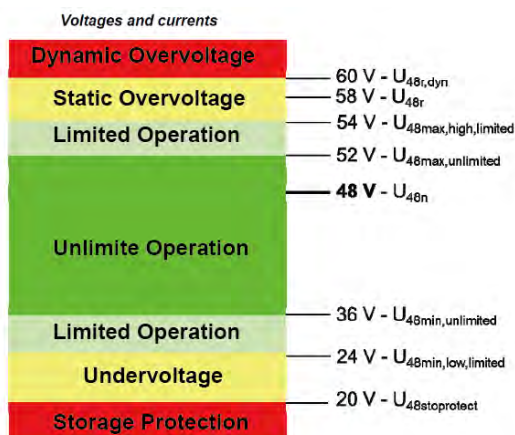 Voltages and currents
Dynamic Overvoltage
60 V - U48r,dyn
Static Overvoltage
58 V - U48r
54 V - U48max,high,limited
Limited Operation
52 V - U48max,unlimited
48 V - U48n
Unlimite Operation
36 V - U48min,unlimited
Limited Operation
24 V - U48min,low,limited
Undervoltage
20 V - U48stoprotect
Storage Protection